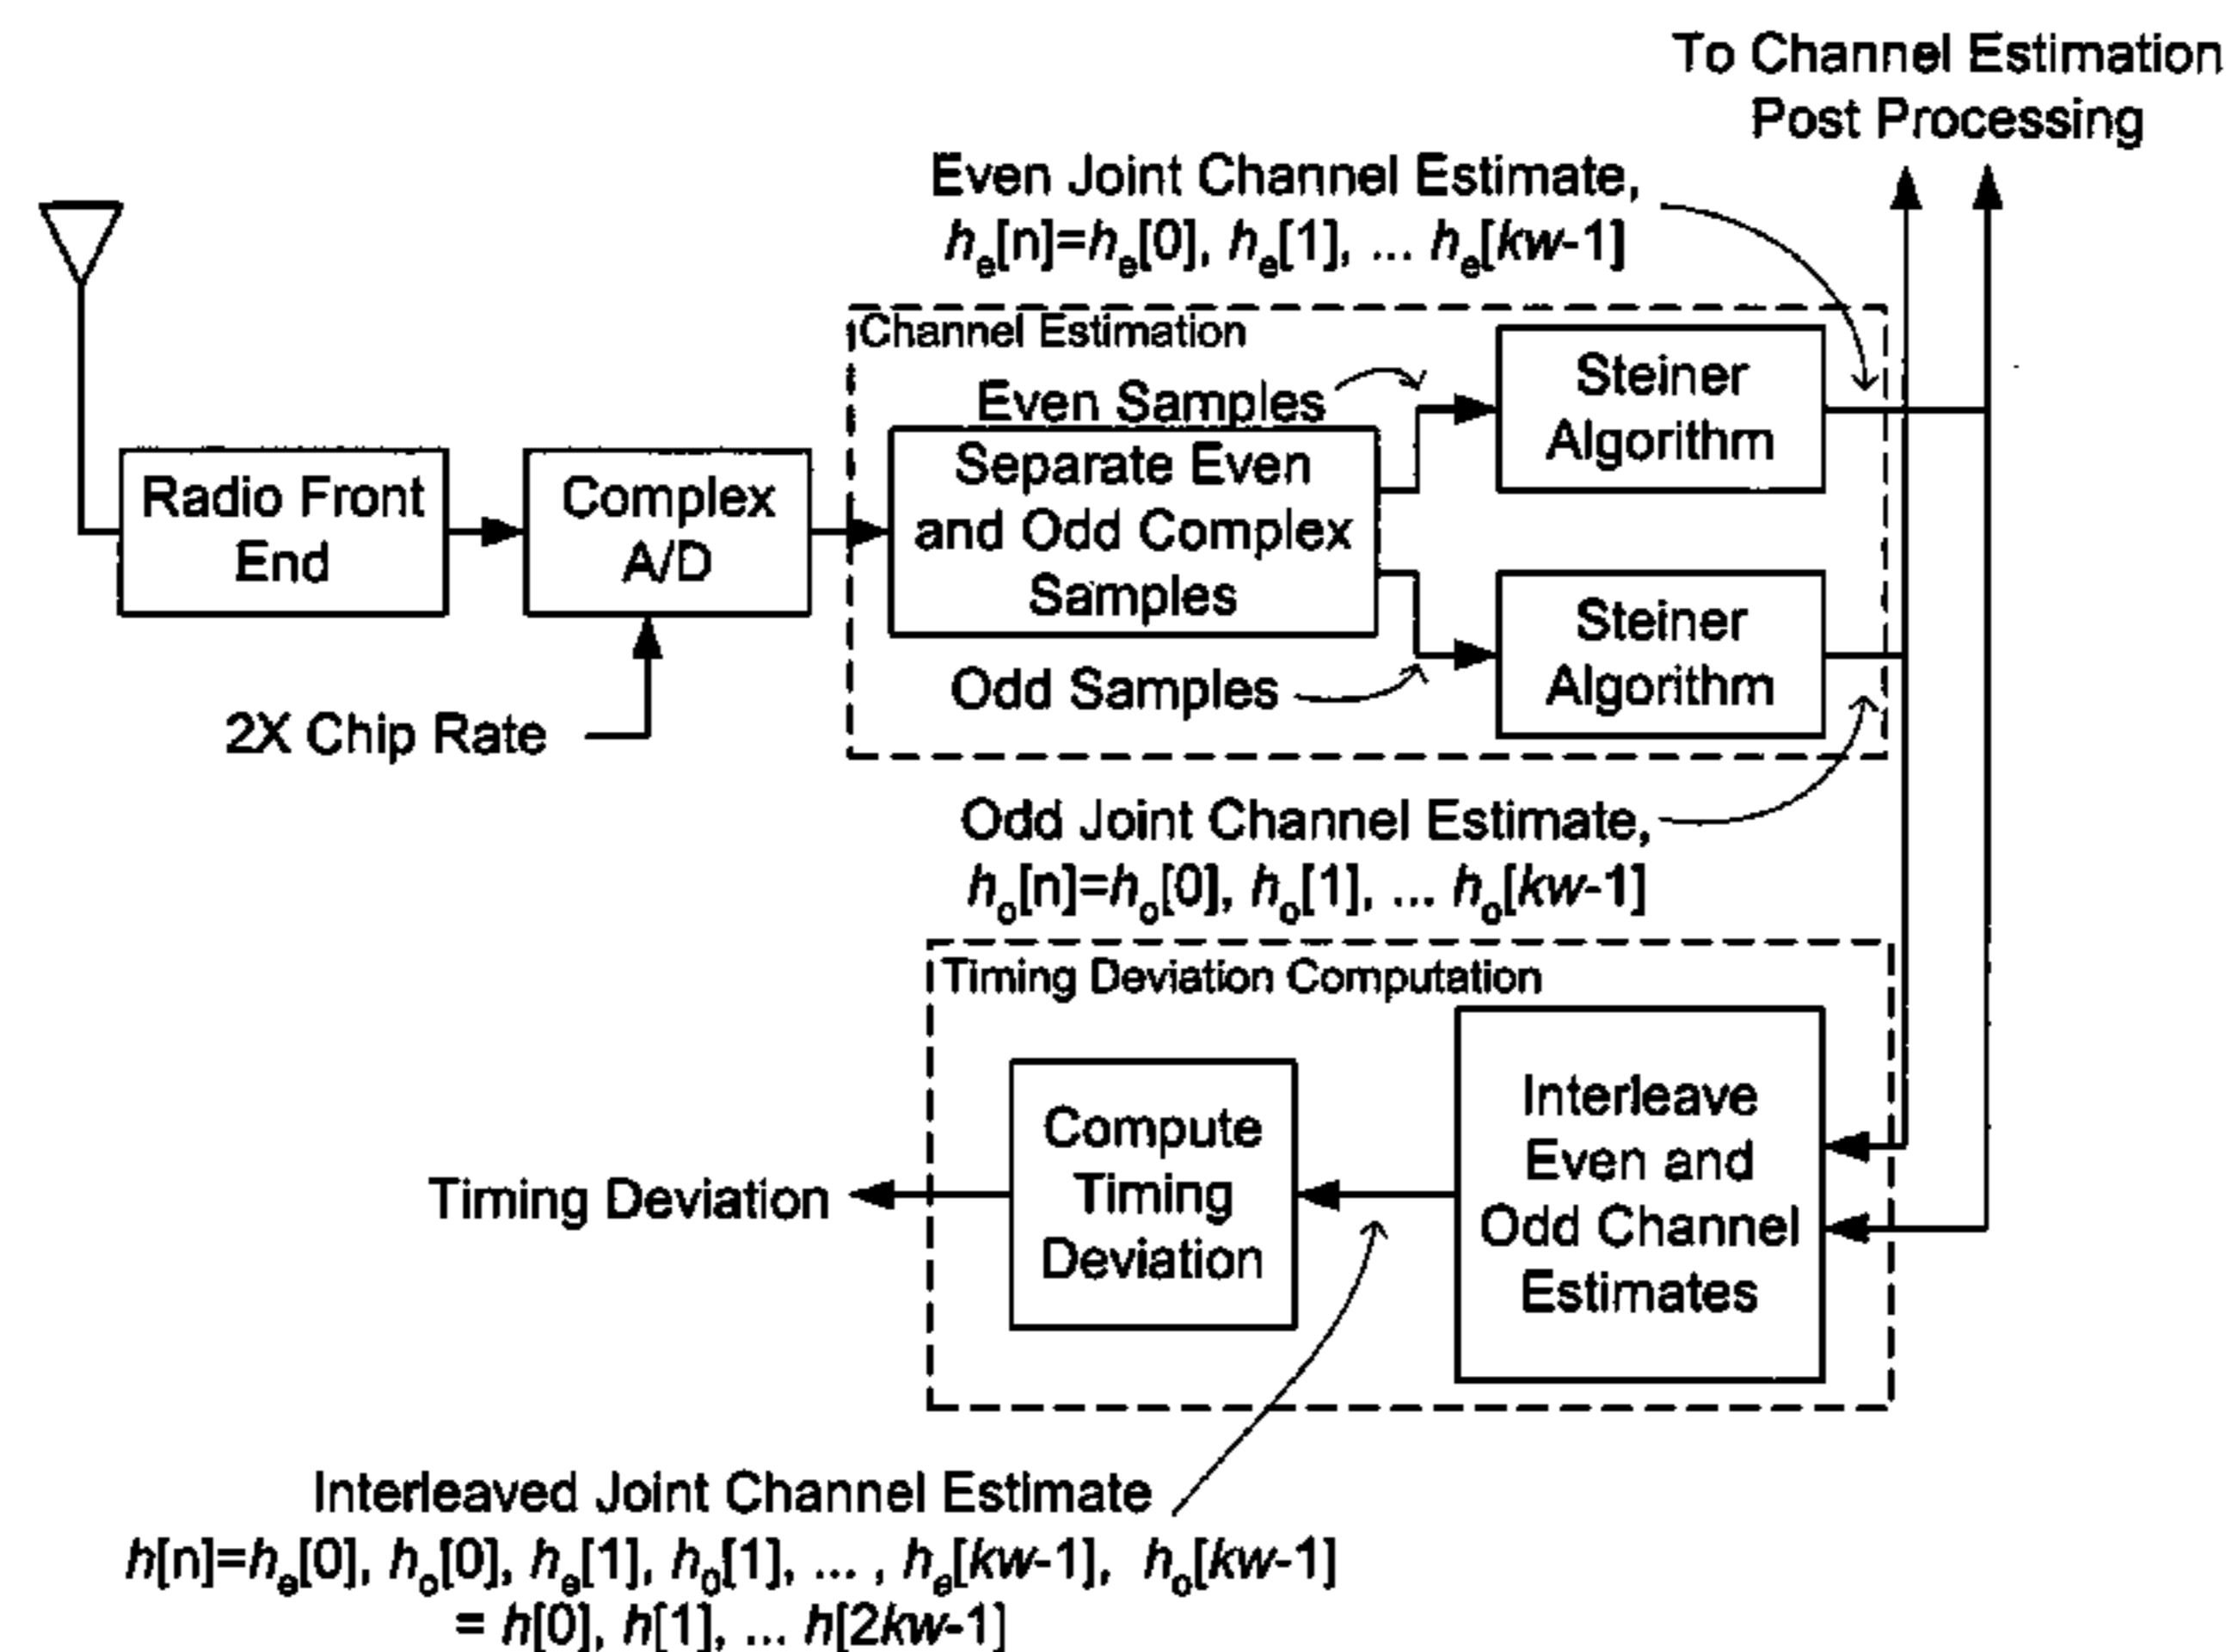 To Channel Estimation
Post Processing
Even Joint Channel Estimate,
hₑ[n]=hₑ[0], hₑ[1], ... hₑ[kw-1]
Channel Estimation
Even Samples
Steiner
Algorithm
Radio Front
End
Complex
A/D
Separate Even
and Odd Complex
Samples
Steiner
Algorithm
Odd Samples
2X Chip Rate
Odd Joint Channel Estimate,
hₒ[n]=hₒ[0], hₒ[1], ... hₒ[kw-1]
Timing Deviation Computation
Interleave
Even and
Odd Channel
Estimates
Compute
Timing
Deviation
Timing Deviation
Interleaved Joint Channel Estimate
h[n]=hₑ[0], hₒ[0], hₑ[1], h₀[1], ... , hₑ[kw-1], hₒ[kw-1]
= h[0], h[1], ... h[2kw-1]